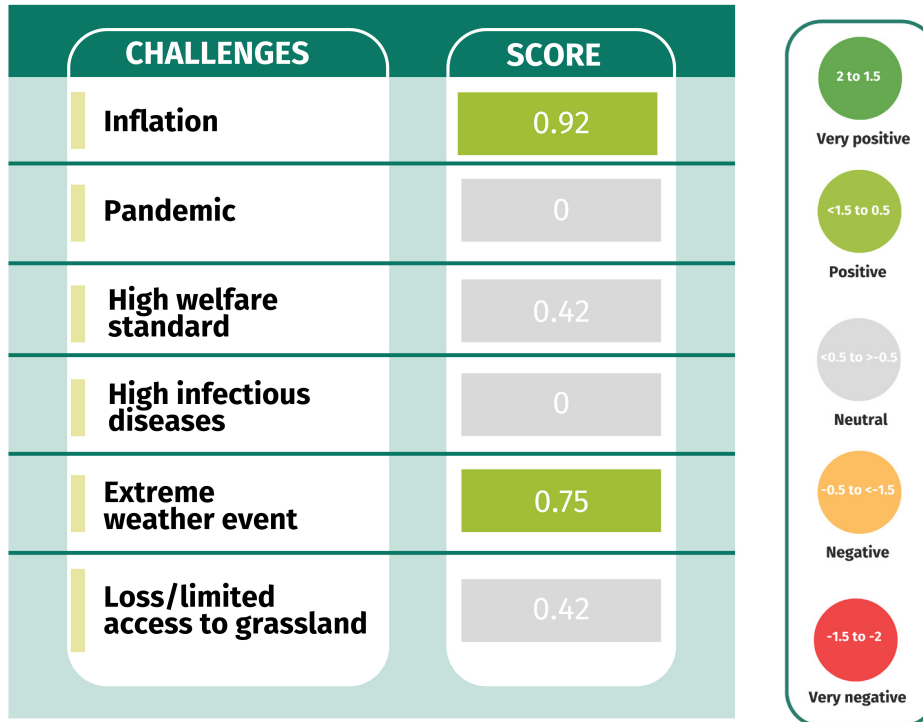 CHALLENGES SCORE
Inflation 0.92
Pandemic 0
High welfare
standard
0.42
High infectious
diseases
0
Extreme
weather event
0.75
Loss/limited
access to grassland
0.42
2 to 1.5
Very positive
<1.5 to 0.5
Positive
<0.5 to >-0.5
Neutral
-0.5 to <-1.5
Negative
-1.5 to -2
Very negative